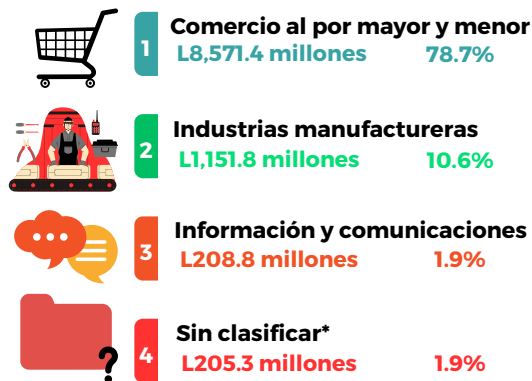 1
Comercio al por mayor y menor
L8,571.4 millones 78.7%
2
Industrias manufactureras
L1,151.8 millones 10.6%
3
Información y comunicaciones
L208.8 millones 1.9%
?
4
Sin clasificar*
L205.3 millones 1.9%